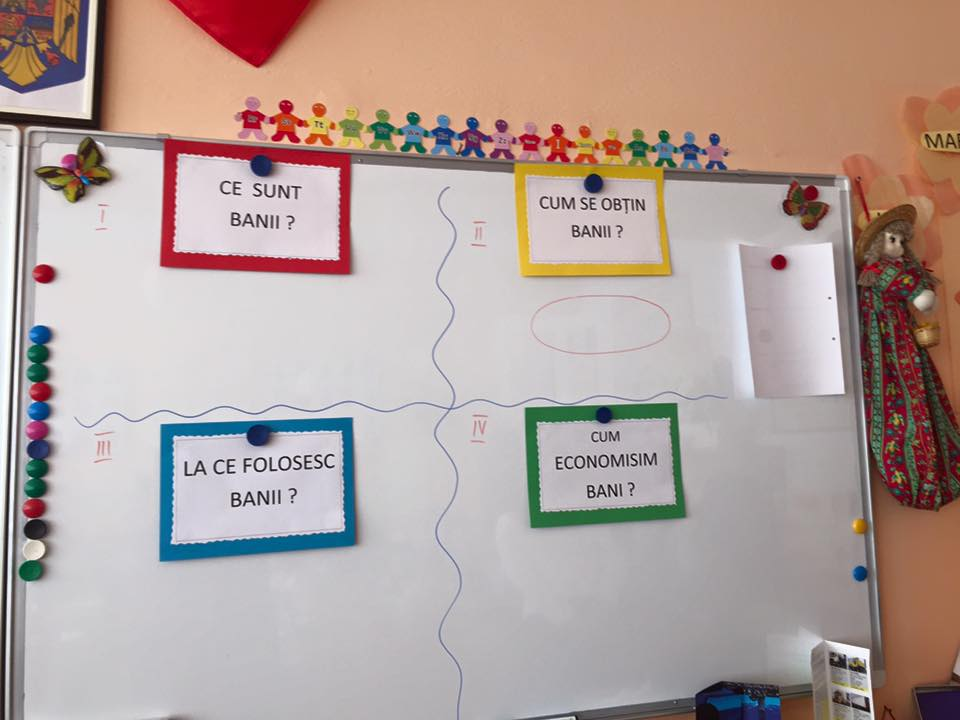 I
CE SUNT
BANII ?
II
CUM SE OBȚIN
BANII ?
III
LA CE FOLOSESC
BANII ?
IV
CUM
ECONOMISIM
BANI ?